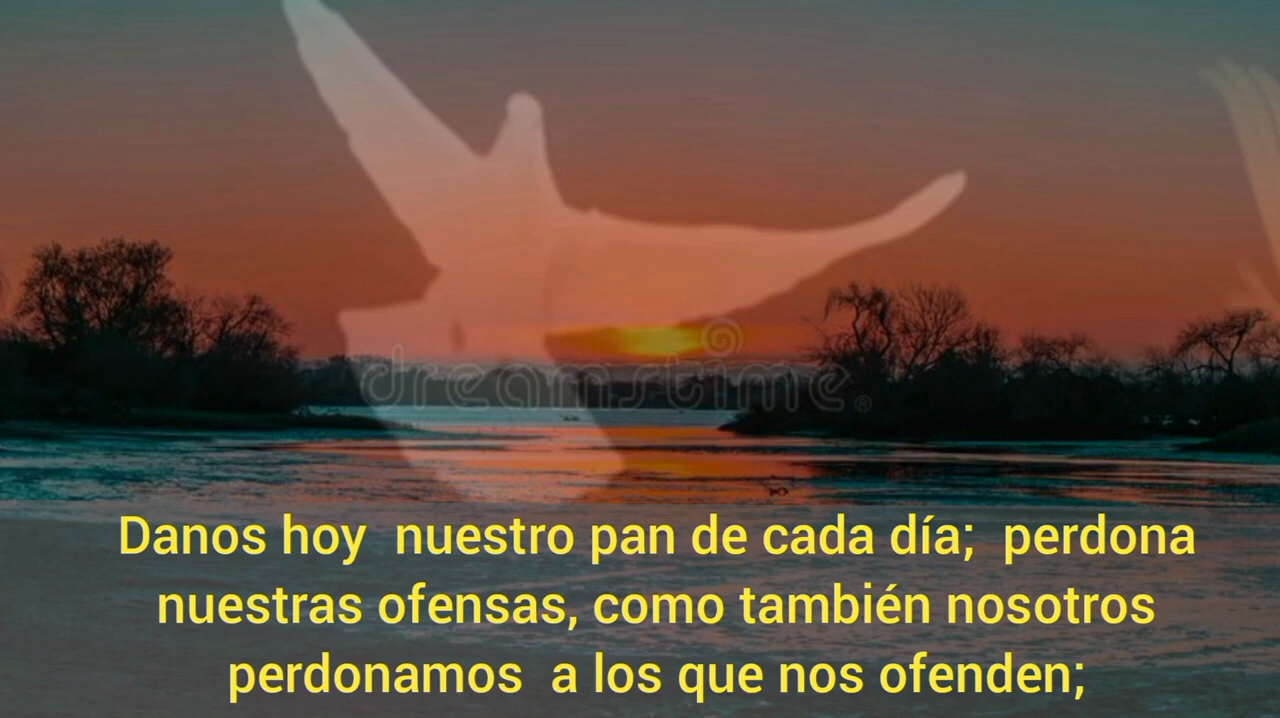 dreamstime®
Danos hoy nuestro pan de cada día; perdona
nuestras ofensas, como también nosotros
perdonamos a los que nos ofenden;